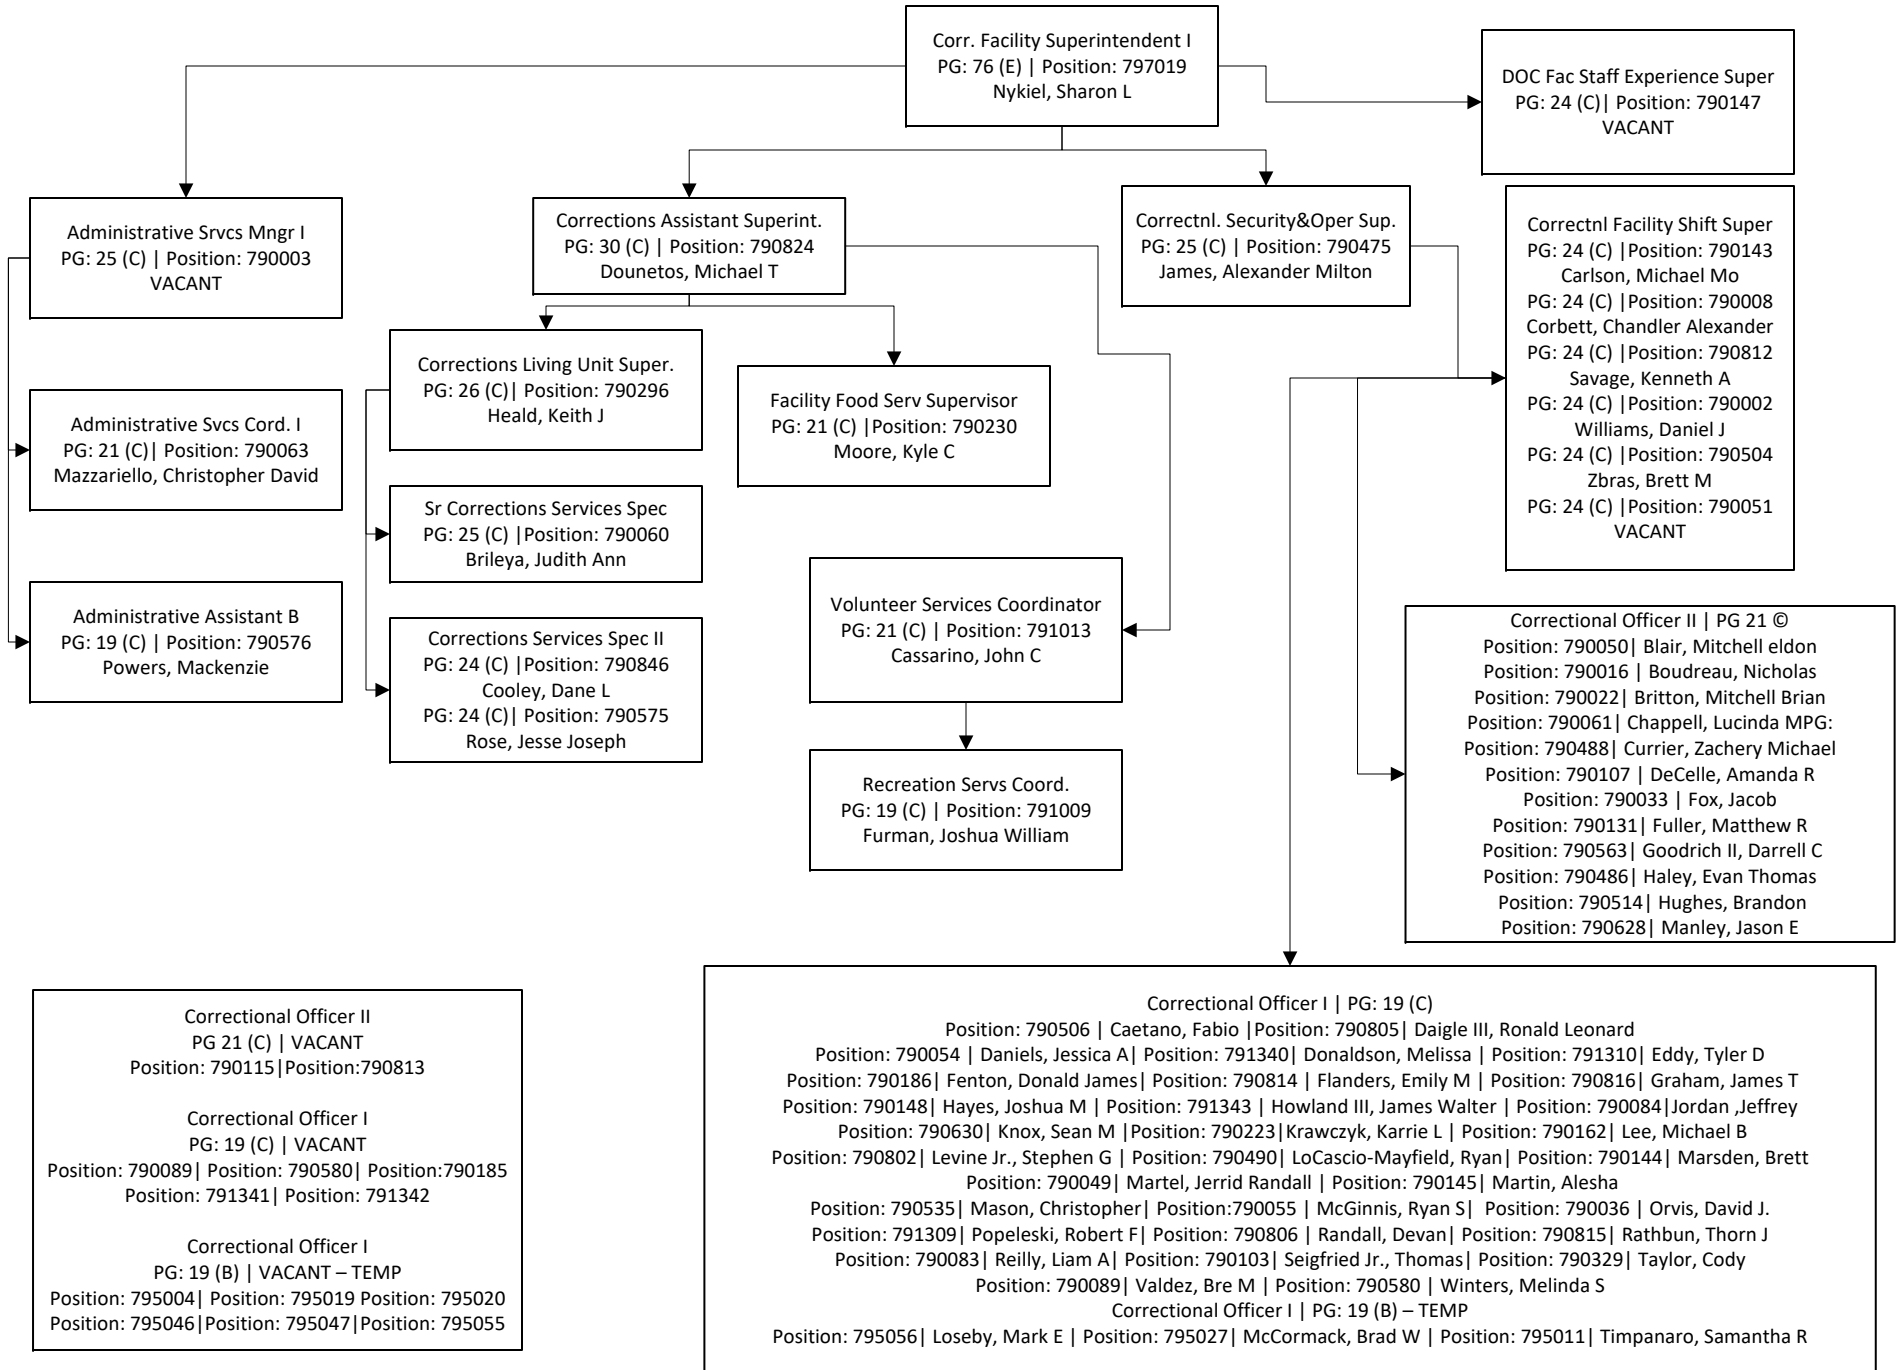 Corr. Facility Superintendent I
PG: 76 (E) | Position: 797019
Nykiel, Sharon L
DOC Fac Staff Experience Super
PG: 24 (C)| Position: 790147
VACANT
Administrative Srvcs Mngr I
PG: 25 (C) | Position: 790003
VACANT
Corrections Assistant Superint.
PG: 30 (C) | Position: 790824
Dounetos, Michael T
Correctnl. Security&Oper Sup.
PG: 25 (C) | Position: 790475
James, Alexander Milton
Correctnl Facility Shift Super
PG: 24 (C) |Position: 790143
Carlson, Michael Mo
PG: 24 (C) |Position: 790008
Corbett, Chandler Alexander
PG: 24 (C) |Position: 790812
Savage, Kenneth A
PG: 24 (C) |Position: 790002
Williams, Daniel J
PG: 24 (C) |Position: 790504
Zbras, Brett M
PG: 24 (C) |Position: 790051
VACANT
Corrections Living Unit Super.
PG: 26 (C)| Position: 790296
Heald, Keith J
Facility Food Serv Supervisor
PG: 21 (C) |Position: 790230
Moore, Kyle C
Administrative Svcs Cord. I
PG: 21 (C)| Position: 790063
Mazzariello, Christopher David
Sr Corrections Services Spec
PG: 25 (C) |Position: 790060
Brileya, Judith Ann
Administrative Assistant B
PG: 19 (C) | Position: 790576
Powers, Mackenzie
Corrections Services Spec II
PG: 24 (C) |Position: 790846
Cooley, Dane L
PG: 24 (C)| Position: 790575
Rose, Jesse Joseph
Volunteer Services Coordinator
PG: 21 (C) | Position: 791013
Cassarino, John C
Recreation Servs Coord.
PG: 19 (C) | Position: 791009
Furman, Joshua William
Correctional Officer II | PG 21 ©
Position: 790050| Blair, Mitchell eldon
Position: 790016 | Boudreau, Nicholas
Position: 790022| Britton, Mitchell Brian
Position: 790061| Chappell, Lucinda MPG:
Position: 790488| Currier, Zachery Michael
Position: 790107 | DeCelle, Amanda R
Position: 790033 | Fox, Jacob
Position: 790131| Fuller, Matthew R
Position: 790563| Goodrich II, Darrell C
Position: 790486| Haley, Evan Thomas
Position: 790514| Hughes, Brandon
Position: 790628| Manley, Jason E
Correctional Officer II
PG 21 (C) | VACANT
Position: 790115|Position:790813
Correctional Officer I
PG: 19 (C) | VACANT
Position: 790089| Position: 790580| Position:790185
Position: 791341| Position: 791342
Correctional Officer I
PG: 19 (B) | VACANT – TEMP
Position: 795004| Position: 795019 Position: 795020
Position: 795046|Position: 795047|Position: 795055
Correctional Officer I | PG: 19 (C)
Position: 790506 | Caetano, Fabio |Position: 790805| Daigle III, Ronald Leonard
Position: 790054 | Daniels, Jessica A| Position: 791340| Donaldson, Melissa | Position: 791310| Eddy, Tyler D
Position: 790186| Fenton, Donald James| Position: 790814 | Flanders, Emily M | Position: 790816| Graham, James T
Position: 790148| Hayes, Joshua M | Position: 791343 | Howland III, James Walter | Position: 790084|Jordan ,Jeffrey
Position: 790630| Knox, Sean M |Position: 790223|Krawczyk, Karrie L | Position: 790162| Lee, Michael B
Position: 790802| Levine Jr., Stephen G | Position: 790490| LoCascio-Mayfield, Ryan| Position: 790144| Marsden, Brett
Position: 790049| Martel, Jerrid Randall | Position: 790145| Martin, Alesha
Position: 790535| Mason, Christopher| Position:790055 | McGinnis, Ryan S| Position: 790036 | Orvis, David J.
Position: 791309| Popeleski, Robert F| Position: 790806 | Randall, Devan| Position: 790815| Rathbun, Thorn J
Position: 790083| Reilly, Liam A| Position: 790103| Seigfried Jr., Thomas| Position: 790329| Taylor, Cody
Position: 790089| Valdez, Bre M | Position: 790580 | Winters, Melinda S
Correctional Officer I | PG: 19 (B) – TEMP
Position: 795056| Loseby, Mark E | Position: 795027| McCormack, Brad W | Position: 795011| Timpanaro, Samantha R